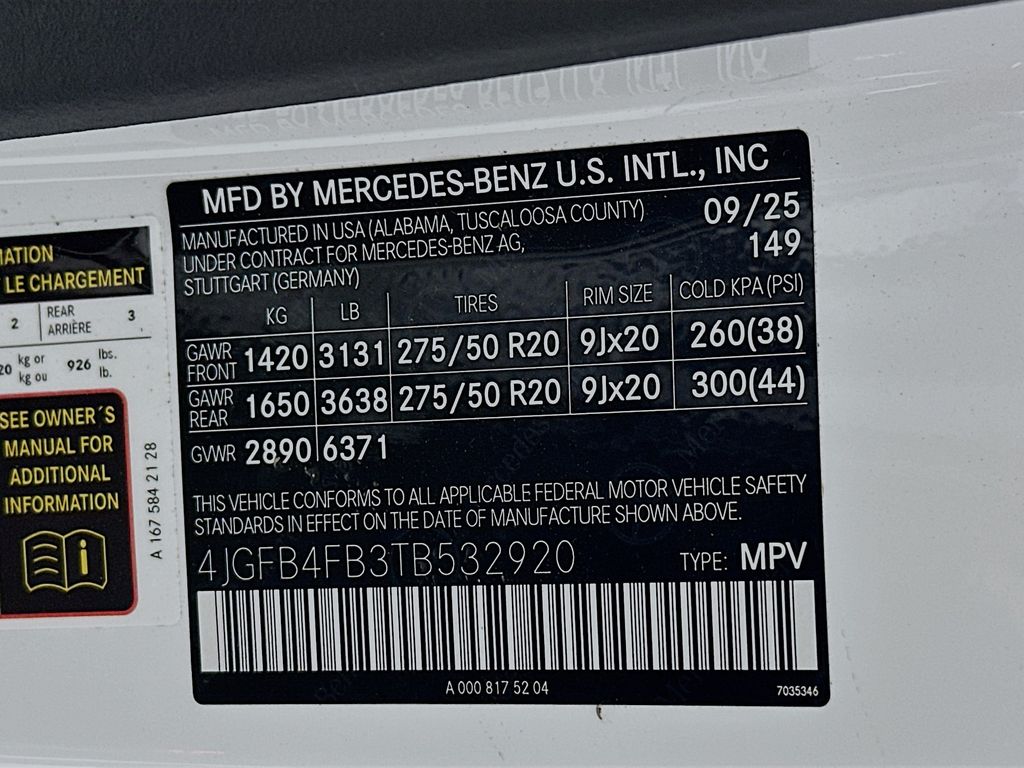 MFD BY MERCEDES-BENZ U.S. INTL., INC
MANUFACTURED IN USA (ALABAMA, TUSCALOOSA COUNTY)
UNDER CONTRACT FOR MERCEDES-BENZ AG,
STUTTGART (GERMANY)
09/25
149
KG LB TIRES RIM SIZE COLD KPA (PSI)
GAWR FRONT 1420 3131 275/50 R20 9Jx20 260(38)
GAWR REAR 1650 3638 275/50 R20 9Jx20 300(44)
GVWR 2890 6371
THIS VEHICLE CONFORMS TO ALL APPLICABLE FEDERAL MOTOR VEHICLE SAFETY
STANDARDS IN EFFECT ON THE DATE OF MANUFACTURE SHOWN ABOVE.
4JGFB4FB3TB532920 TYPE: MPV
A 000 817 52 04
7035346
LE CHARGEMENT
2 REAR ARRIÈRE 3
kg or 926 lbs.
kg ou lb.
SEE OWNER´S
MANUAL FOR
ADDITIONAL
INFORMATION
A 167 584 21 28